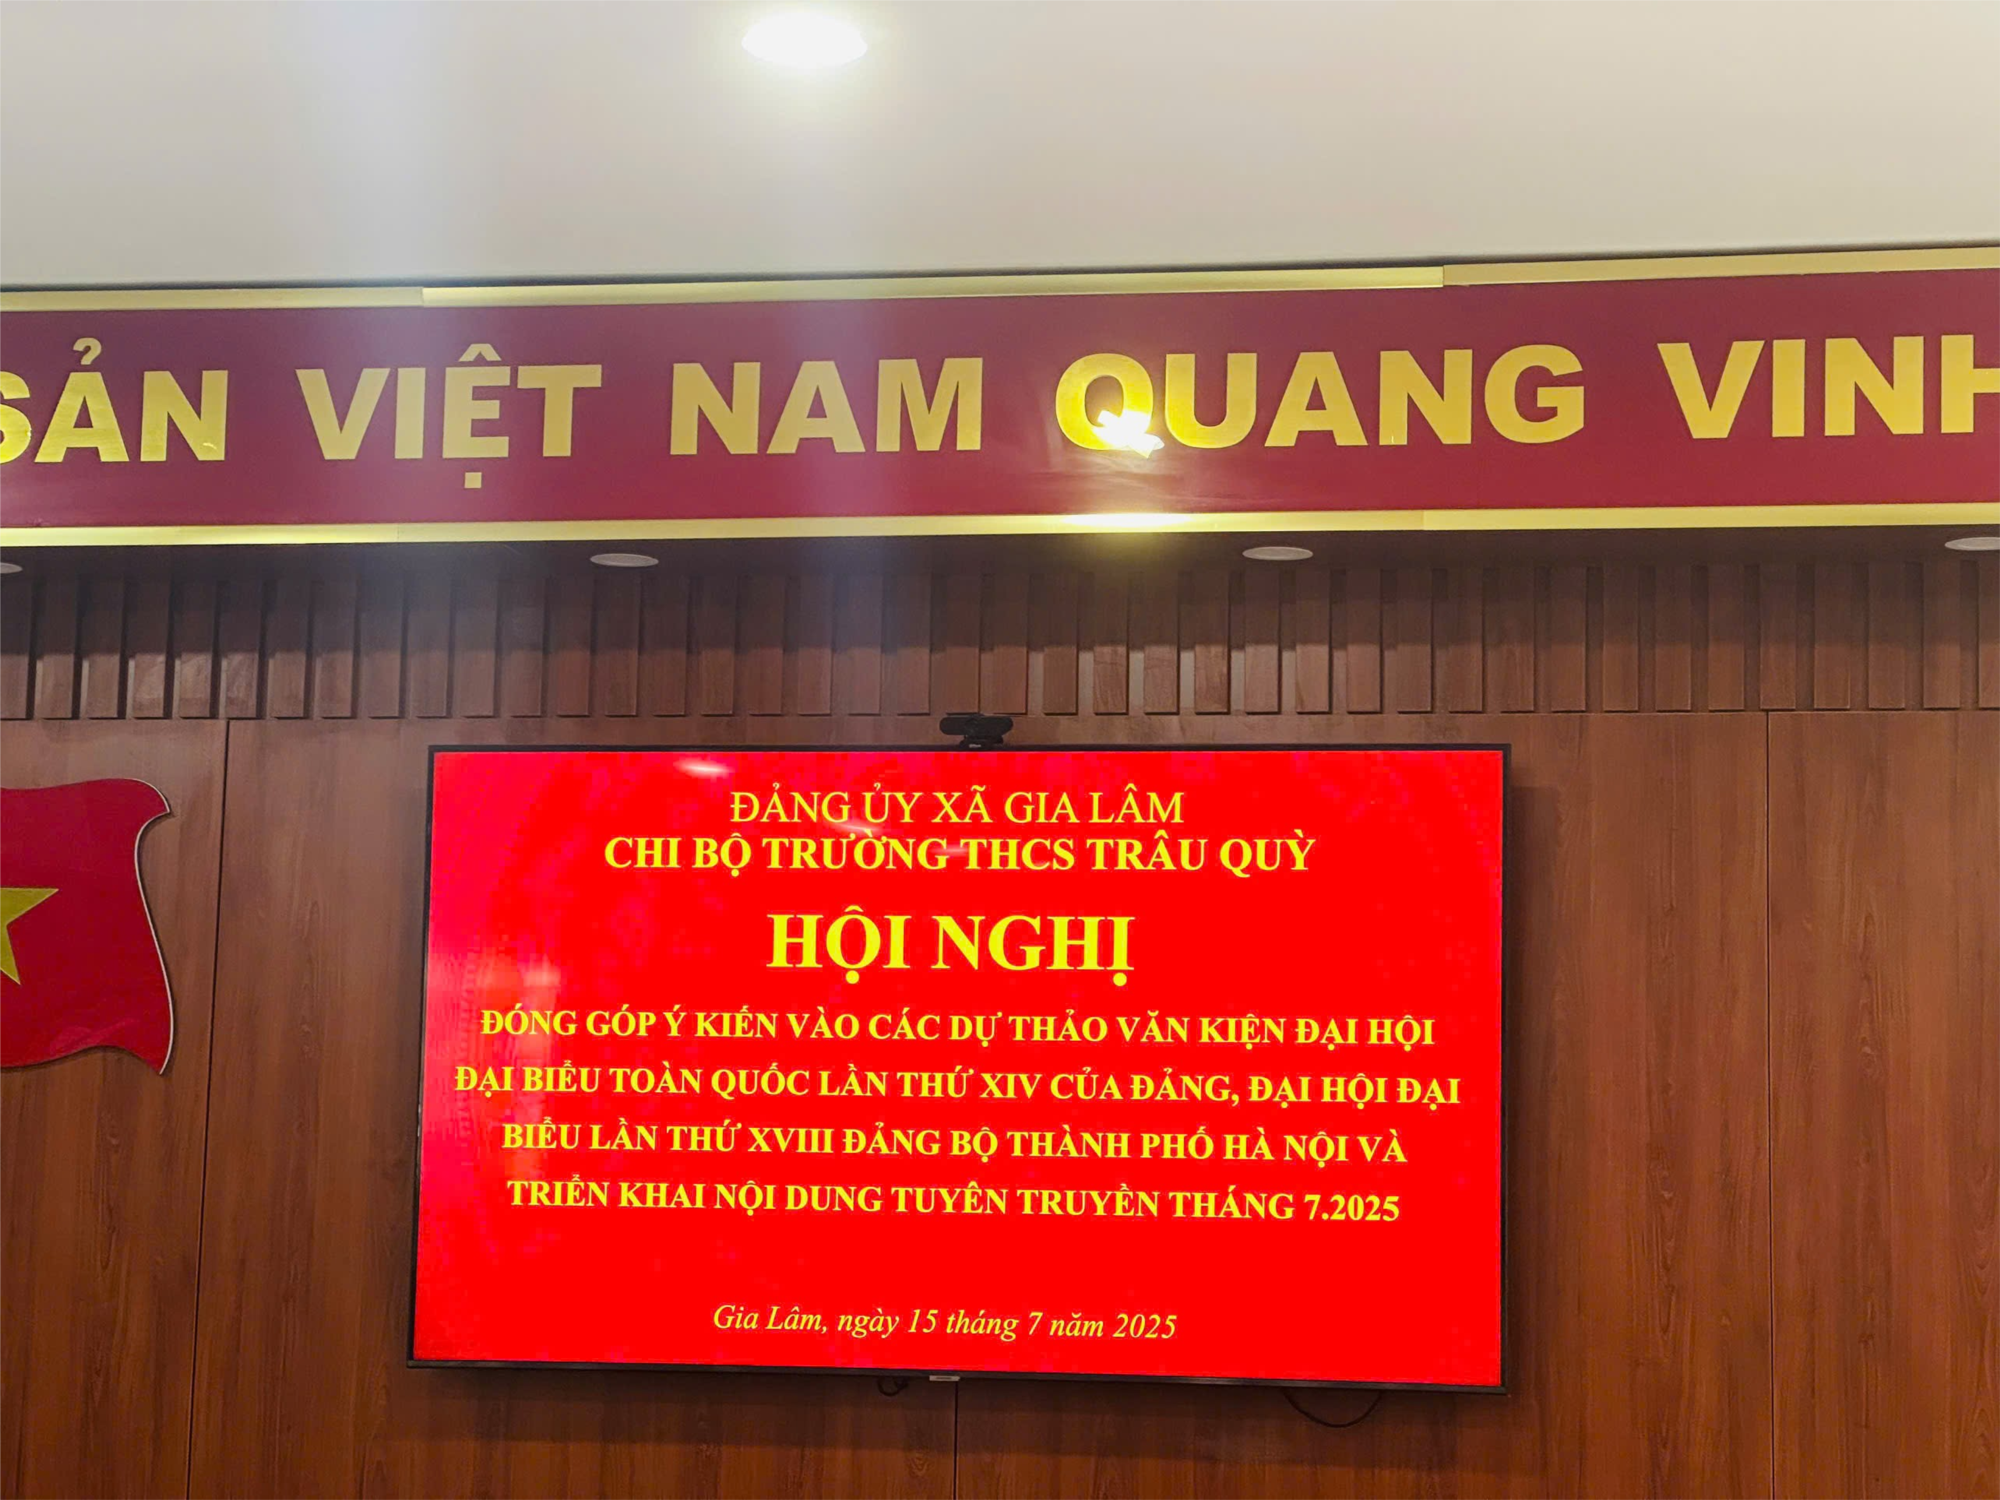 SẢN VIỆT NAM QUANG VINH
ĐẢNG ỦY XÃ GIA LÂM
CHI BỘ TRƯỜNG THCS TRÂU QUỲ
HỘI NGHỊ
ĐÓNG GÓP Ý KIẾN VÀO CÁC DỰ THẢO VĂN KIỆN ĐẠI HỘI
ĐẠI BIỂU TOÀN QUỐC LẦN THỨ XIV CỦA ĐẢNG, ĐẠI HỘI ĐẠI
BIỂU LẦN THỨ XVIII ĐẢNG BỘ THÀNH PHỐ HÀ NỘI VÀ
TRIỂN KHAI NỘI DUNG TUYÊN TRUYỀN THÁNG 7.2025
Gia Lâm, ngày 15 tháng 7 năm 2025